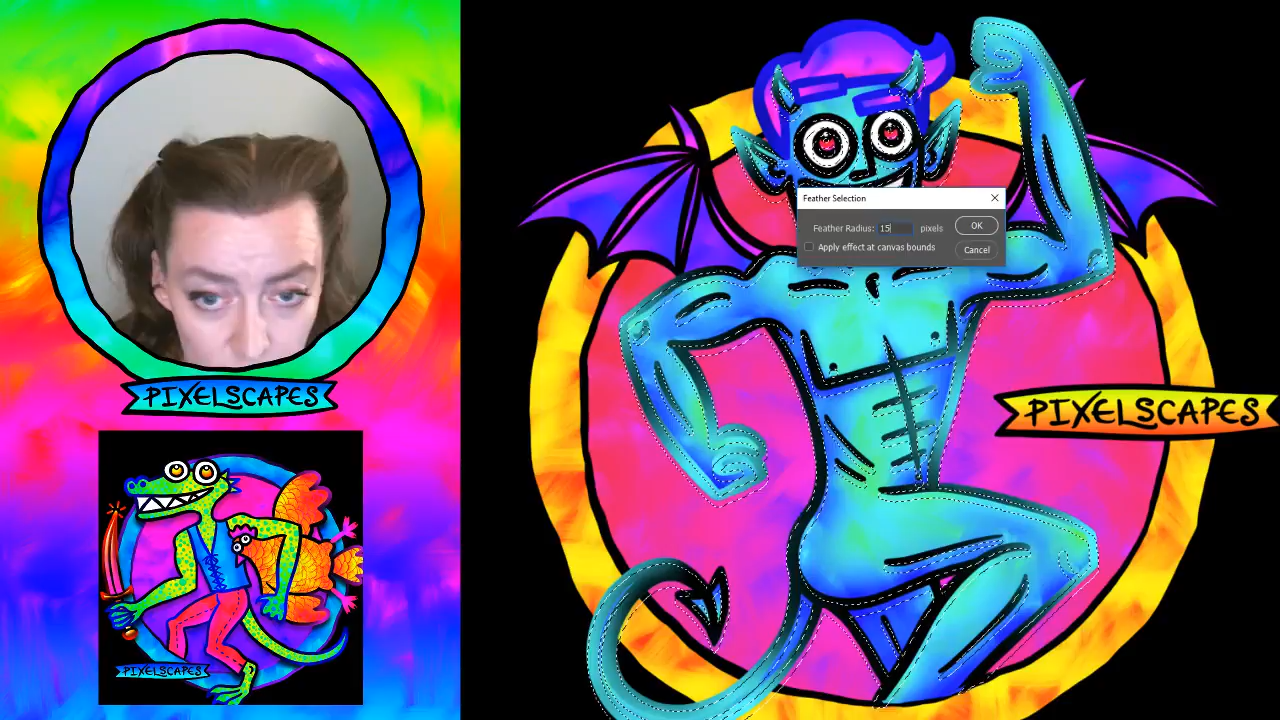 PIXELSCAPES
PIXELSCAPES
Feather Selection
Feather Radius: 15 pixels
OK
Apply effect at canvas bounds
Cancel
PIXELSCAPES